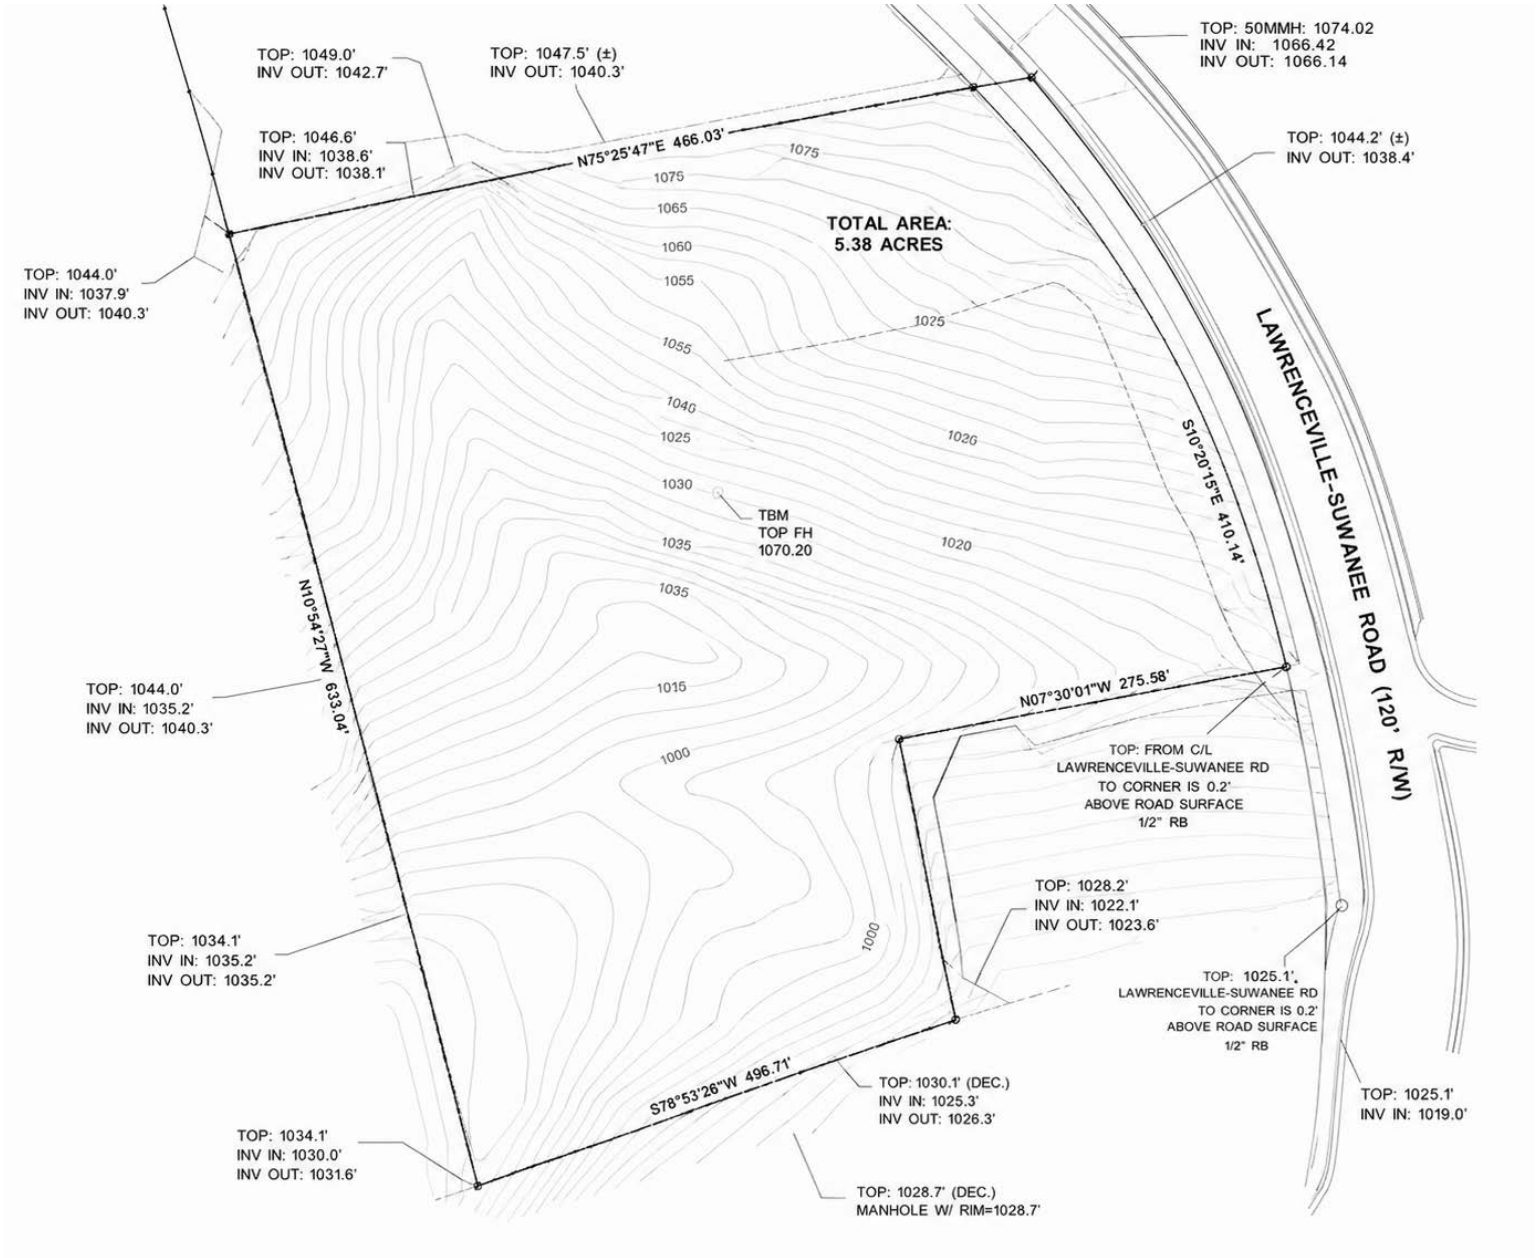 TOP: 50MMH: 1074.02
INV IN: 1066.42
INV OUT: 1066.14
TOP: 1049.0'
INV OUT: 1042.7'
TOP: 1047.5' (±)
INV OUT: 1040.3'
TOP: 1046.6'
INV IN: 1038.6'
INV OUT: 1038.1'
N75°25'47"E 466.03'
TOP: 1044.2' (±)
INV OUT: 1038.4'
1075
1075
1065
TOTAL AREA:
5.38 ACRES
1060
1055
TOP: 1044.0'
INV IN: 1037.9'
INV OUT: 1040.3'
1025
1055
LAWRENCEVILLE-SUWANEE ROAD (120' R/W)
1040
1025
1026
S10°20'15"E 410.14'
1030
TBM
TOP FH
1070.20
1035
1020
1035
N10°54'27"W 633.04'
1015
N07°30'01"W 275.58'
TOP: 1044.0'
INV IN: 1035.2'
INV OUT: 1040.3'
1000
TOP: FROM C/L
LAWRENCEVILLE-SUWANEE RD
TO CORNER IS 0.2'
ABOVE ROAD SURFACE
1/2" RB
TOP: 1028.2'
INV IN: 1022.1'
INV OUT: 1023.6'
1000
TOP: 1034.1'
INV IN: 1035.2'
INV OUT: 1035.2'
TOP: 1025.1'
LAWRENCEVILLE-SUWANEE RD
TO CORNER IS 0.2'
ABOVE ROAD SURFACE
1/2" RB
S78°53'26"W 496.71'
TOP: 1030.1' (DEC.)
INV IN: 1025.3'
INV OUT: 1026.3'
TOP: 1025.1'
INV IN: 1019.0'
TOP: 1034.1'
INV IN: 1030.0'
INV OUT: 1031.6'
TOP: 1028.7' (DEC.)
MANHOLE W/ RIM=1028.7'